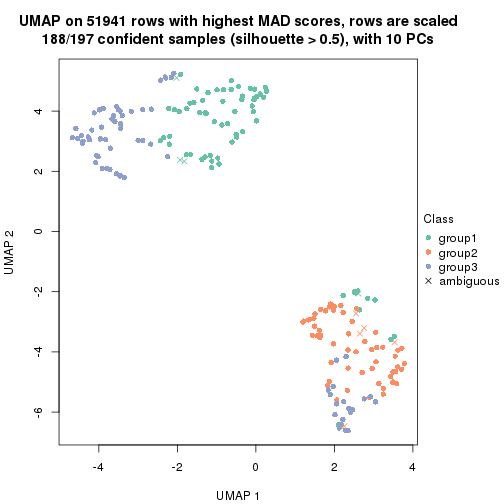 UMAP on 51941 rows with highest MAD scores, rows are scaled
188/197 confident samples (silhouette > 0.5), with 10 PCs
4
2
0
-2
-4
-6
UMAP 2
-4
-2
0
2
4
UMAP 1
Class
group1
group2
group3
ambiguous